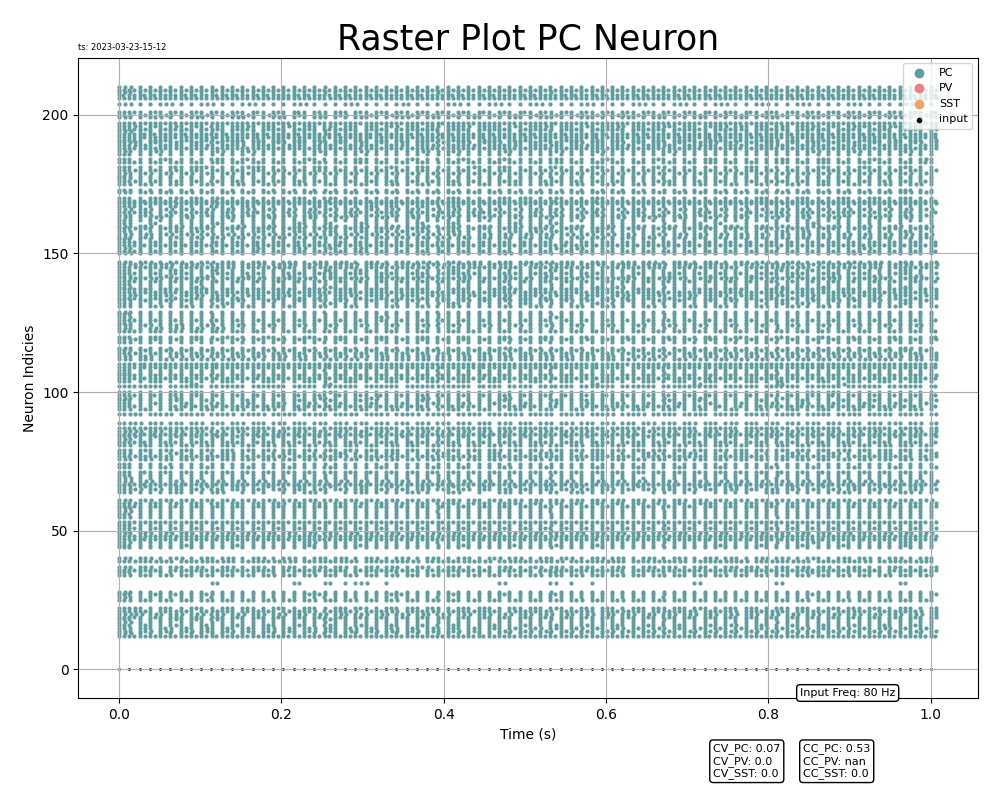 Raster Plot PC Neuron
ts: 2023-03-23-15-12
PC
PV
SST
input
200
150
100
50
0
Neuron Indicies
0.0 0.2 0.4 0.6 0.8 1.0
Time (s)
Input Freq: 80 Hz
CV_PC: 0.07
CV_PV: 0.0
CV_SST: 0.0
CC_PC: 0.53
CC_PV: nan
CC_SST: 0.0